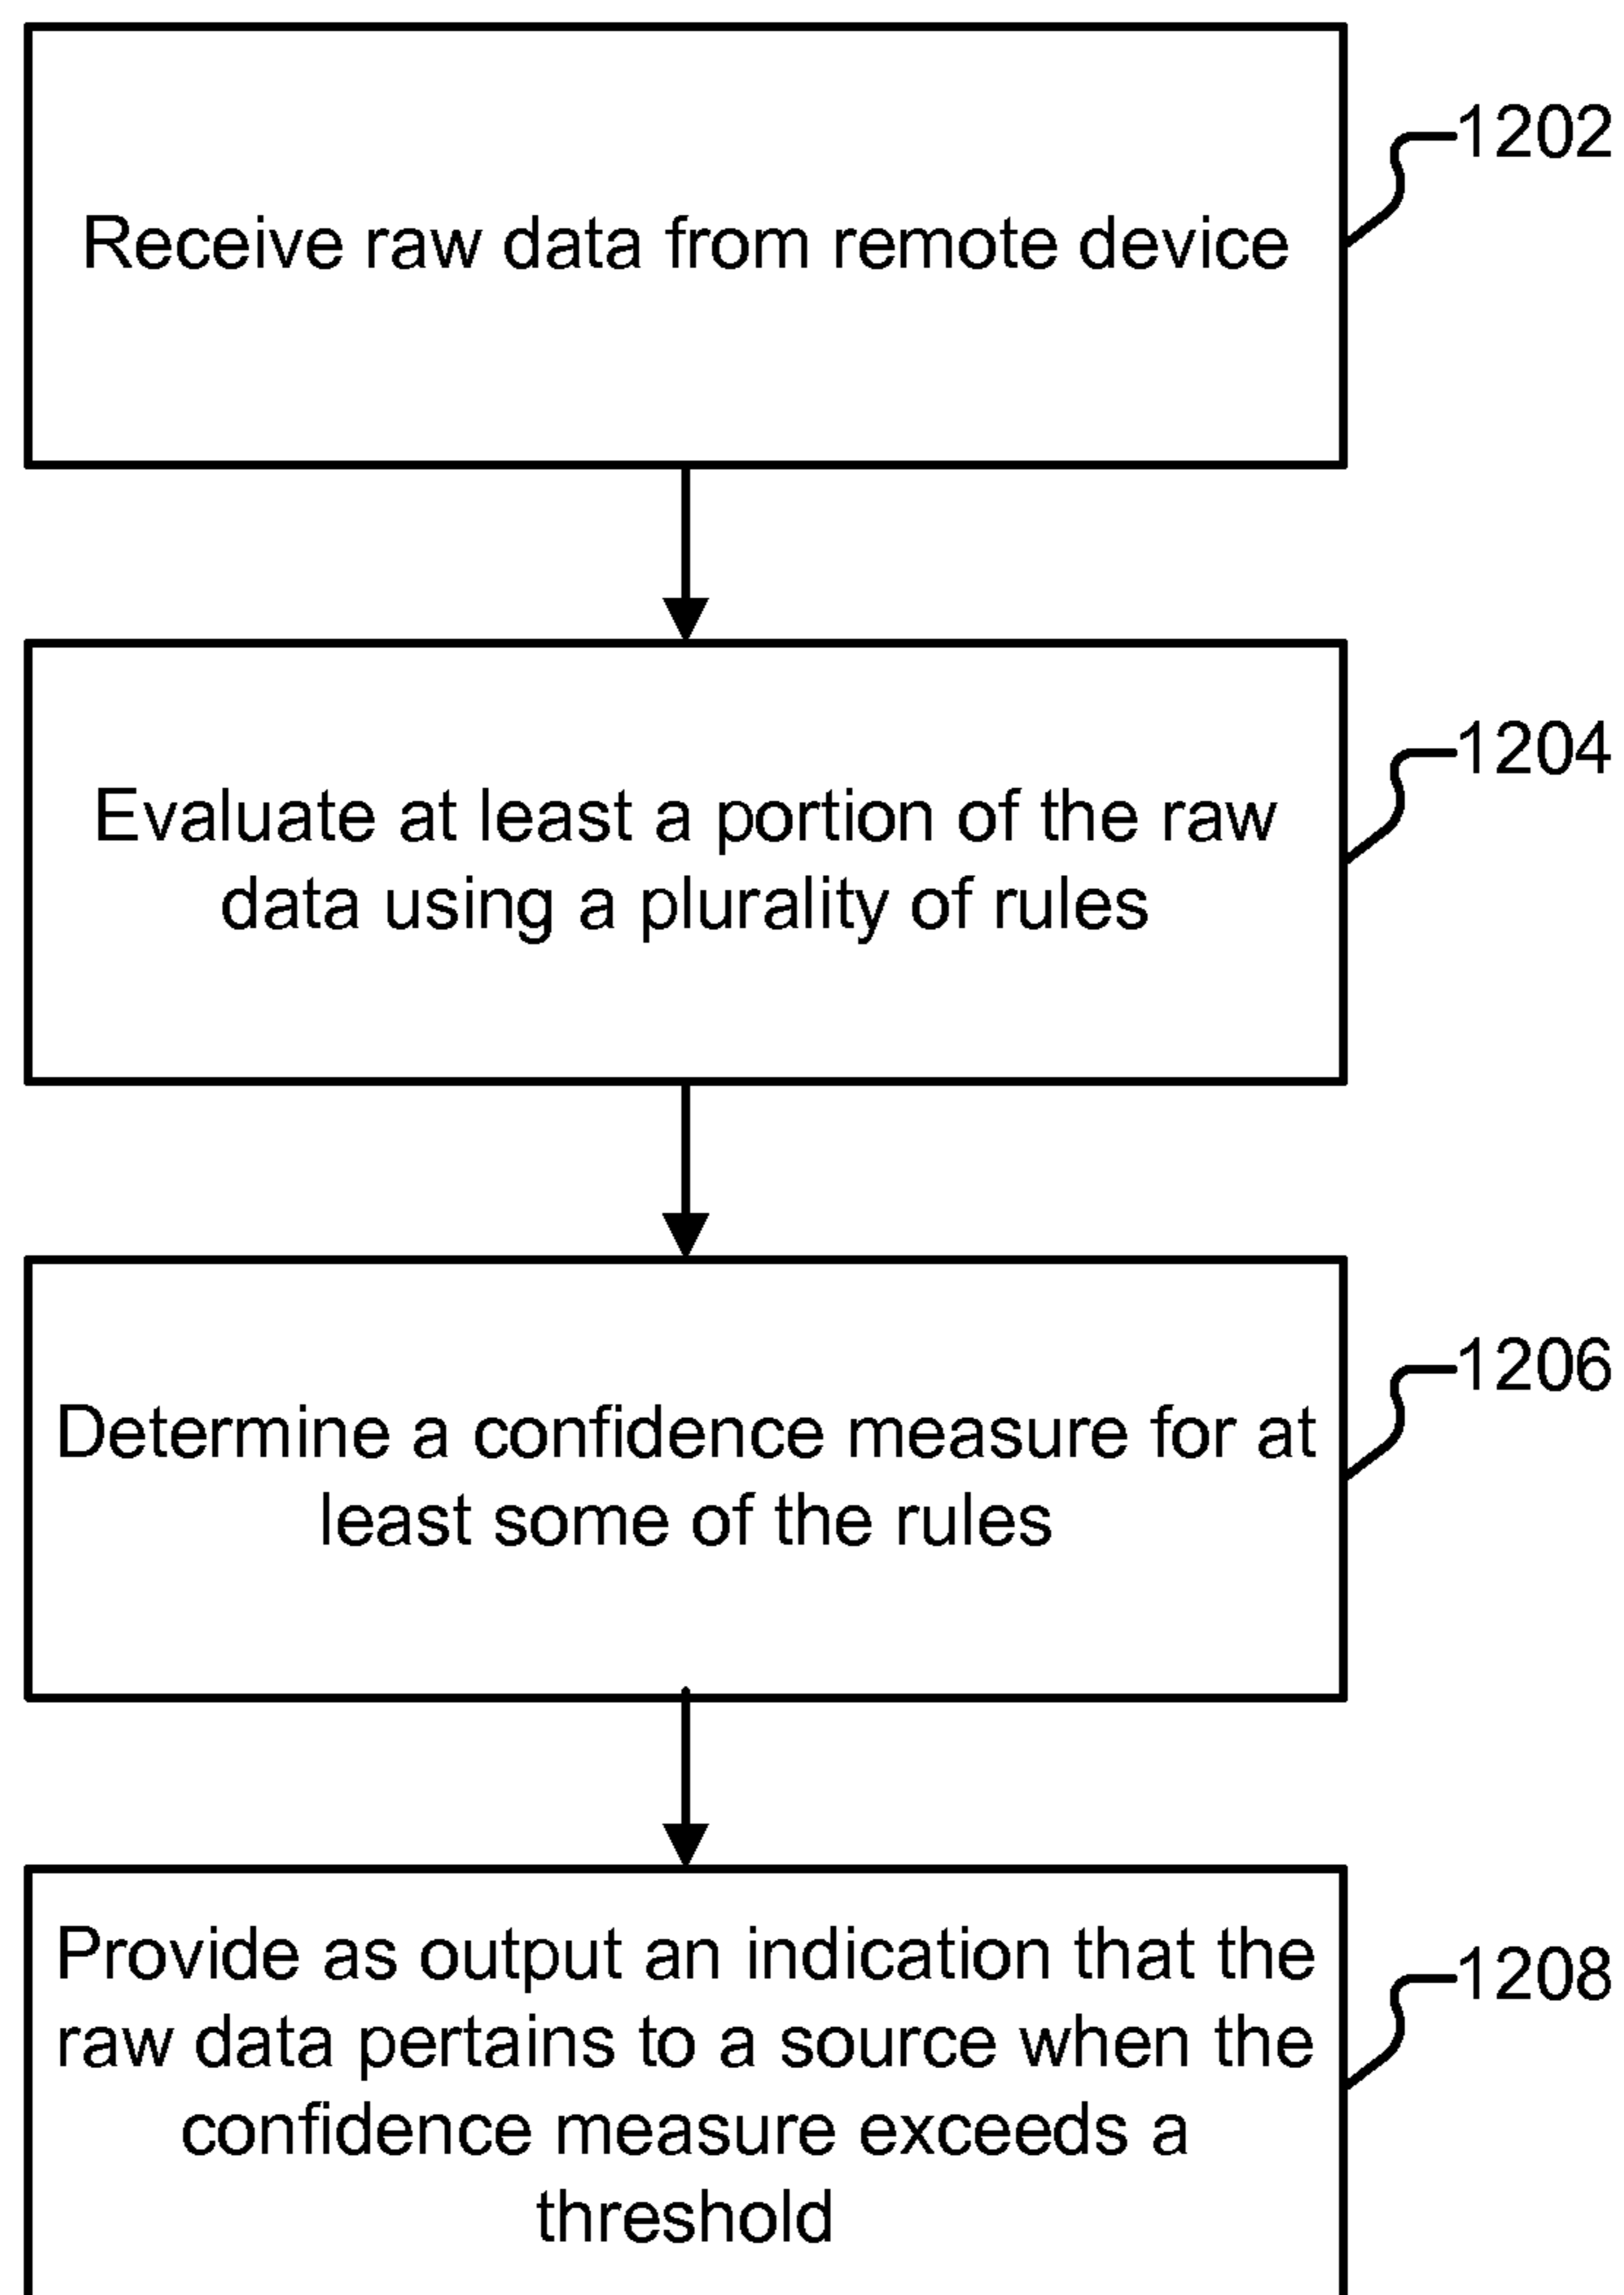 1202
Receive raw data from remote device
1204
Evaluate at least a portion of the raw
data using a plurality of rules
1206
Determine a confidence measure for at
least some of the rules
1208
Provide as output an indication that the
raw data pertains to a source when the
confidence measure exceeds a
threshold